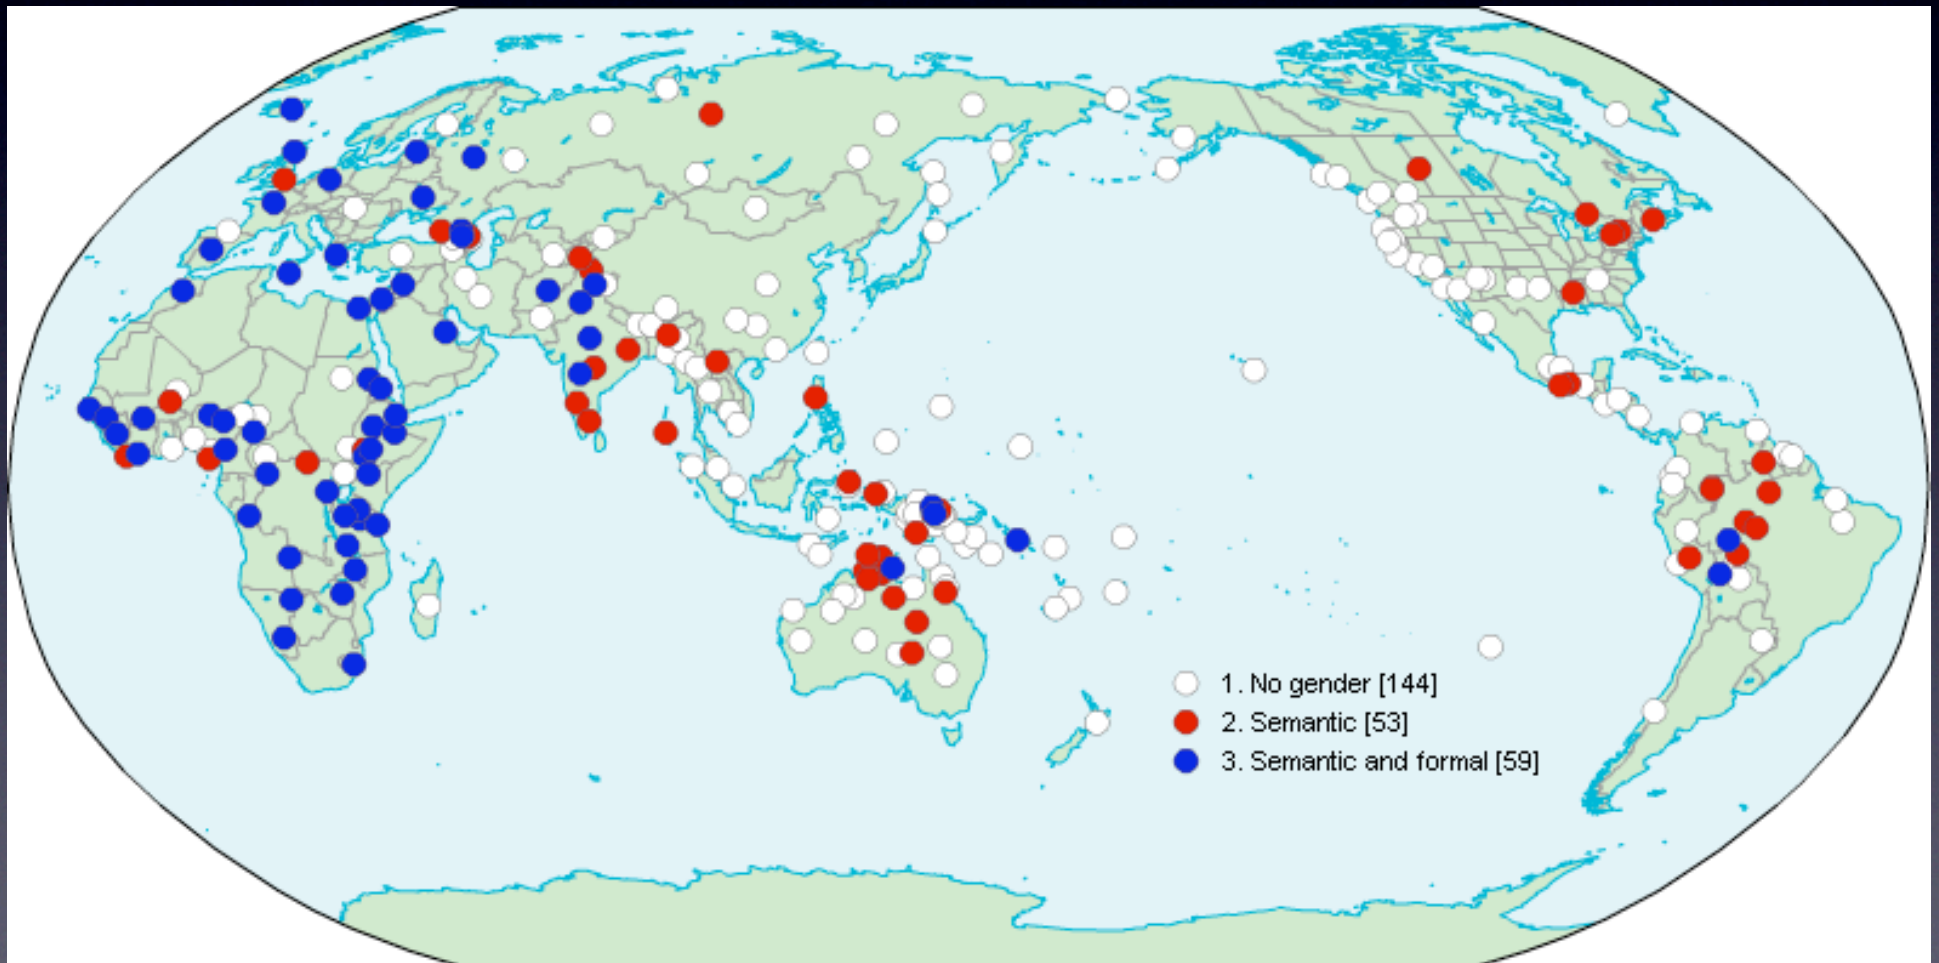 1. No gender [144]
2. Semantic [53]
3. Semantic and formal [59]